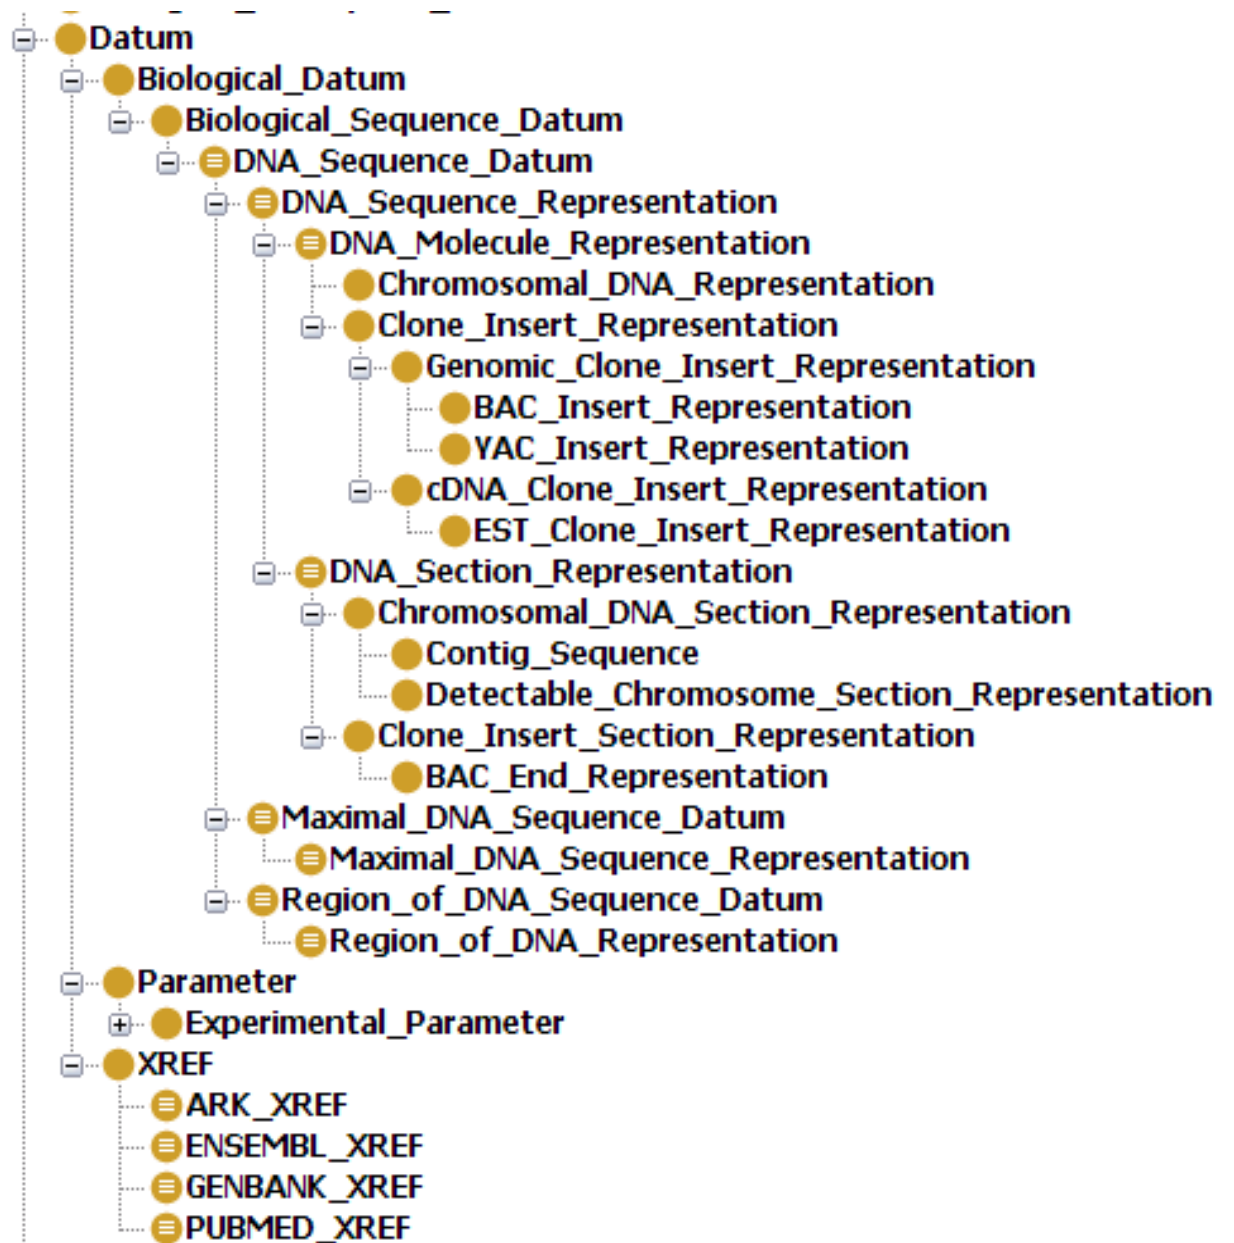 Datum
Biological_Datum
Biological_Sequence_Datum
DNA_Sequence_Datum
DNA_Sequence_Representation
DNA_Molecule_Representation
Chromosomal_DNA_Representation
Clone_Insert_Representation
Genomic_Clone_Insert_Representation
BAC_Insert_Representation
YAC_Insert_Representation
cDNA_Clone_Insert_Representation
EST_Clone_Insert_Representation
DNA_Section_Representation
Chromosomal_DNA_Section_Representation
Contig_Sequence
Detectable_Chromosome_Section_Representation
Clone_Insert_Section_Representation
BAC_End_Representation
Maximal_DNA_Sequence_Datum
Maximal_DNA_Sequence_Representation
Region_of_DNA_Sequence_Datum
Region_of_DNA_Representation
Parameter
Experimental_Parameter
XREF
ARK_XREF
ENSEMBL_XREF
GENBANK_XREF
PUBMED_XREF